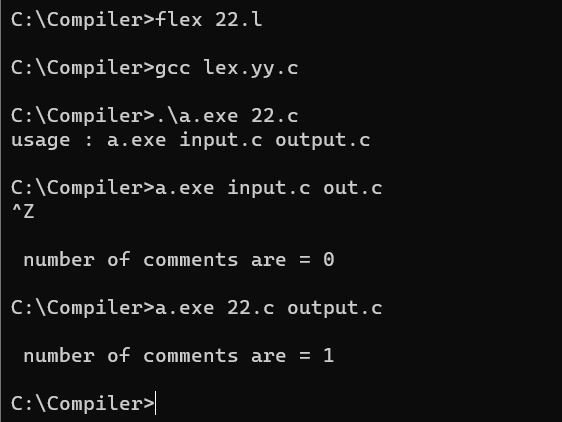 C:\Compiler>flex 22.l
C:\Compiler>gcc lex.yy.c
C:\Compiler>.\a.exe 22.c
usage : a.exe input.c output.c
C:\Compiler>a.exe input.c out.c
^Z
number of comments are = 0
C:\Compiler>a.exe 22.c output.c
number of comments are = 1
C:\Compiler>